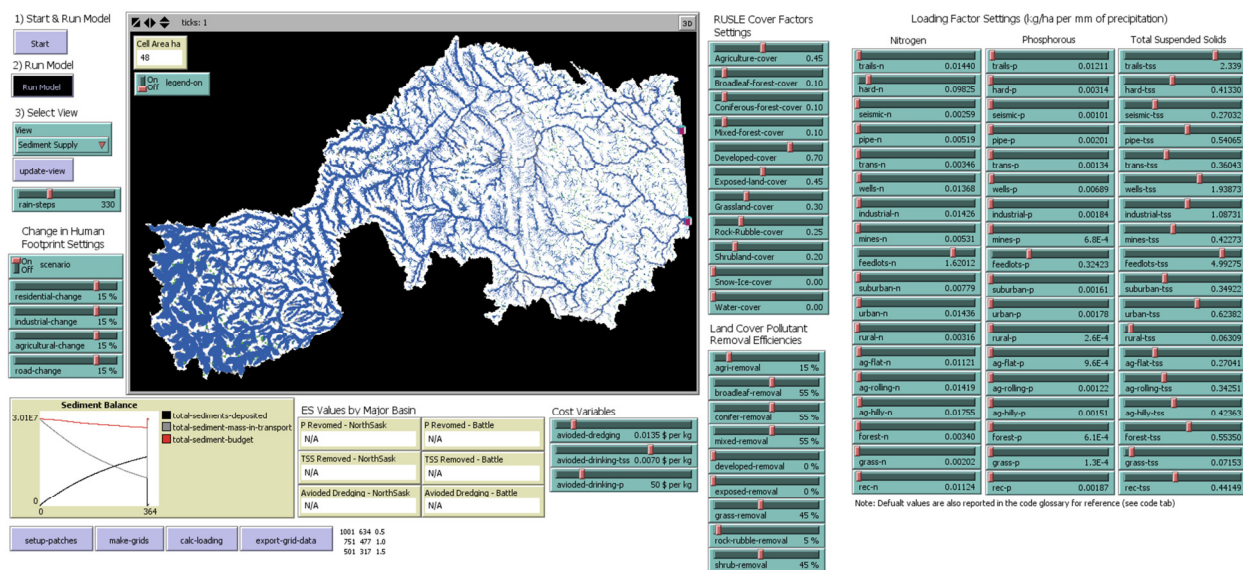 1) Start & Run Model
Start
2) Run Model
Run Model
3) Select View
View
Sediment Supply
update-view
rain-steps 330
Change in Human
Footprint Settings
On
Off
scenario
residential-change 15 %
industrial-change 15 %
agricultural-change 15 %
road-change 15 %
ticks: 1
3D
Cell Area ha
48
On
Off
legend-on
Sediment Balance
3.01E7
0
0
364
total-sediments-deposited
total-sediment-mass-in-transport
total-sediment-budget
ES Values by Major Basin
P Revomed - NorthSask
N/A
P Revomed - Battle
N/A
TSS Removed - NorthSask
N/A
TSS Removed - Battle
N/A
Avioded Dredging - NorthSask
N/A
Avioded Dredging - Battle
N/A
Cost Variables
avioded-dredging 0.0135 $ per kg
avioded-drinking-tss 0.0070 $ per kg
avioded-drinking-p 50 $ per kg
setup-patches
make-grids
calc-loading
export-grid-data
1001 634 0.5
751 477 1.0
501 317 1.5
RUSLE Cover Factors
Settings
Agriculture-cover 0.45
Broadleaf-forest-cover 0.10
Coniferous-forest-cover 0.10
Mixed-forest-cover 0.10
Developed-cover 0.70
Exposed-land-cover 0.45
Grassland-cover 0.30
Rock-Rubble-cover 0.25
Shrubland-cover 0.20
Snow-Ice-cover 0.00
Water-cover 0.00
Land Cover Pollutant
Removal Efficiencies
agri-removal 15 %
broadleaf-removal 55 %
conifer-removal 55 %
mixed-removal 55 %
developed-removal 0 %
exposed-removal 0 %
grass-removal 45 %
rock-rubble-removal 5 %
shrub-removal 45 %
Loading Factor Settings (kg/ha per mm of precipitation)
Nitrogen
trails-n 0.01440
hard-n 0.09825
seismic-n 0.00259
pipe-n 0.00519
trans-n 0.00346
wells-n 0.01368
industrial-n 0.01426
mines-n 0.00531
feedlots-n 1.62012
suburban-n 0.00779
urban-n 0.01436
rural-n 0.00316
ag-flat-n 0.01121
ag-rolling-n 0.01419
ag-hilly-n 0.01755
forest-n 0.00340
grass-n 0.00202
rec-n 0.01124
Phosphorous
trails-p 0.01211
hard-p 0.00314
seismic-p 0.00101
pipe-p 0.00201
trans-p 0.00134
wells-p 0.00689
industrial-p 0.00184
mines-p 6.8E-4
feedlots-p 0.32423
suburban-p 0.00161
urban-p 0.00178
rural-p 2.6E-4
ag-flat-p 9.6E-4
ag-rolling-p 0.00122
ag-hilly-p 0.00151
forest-p 6.1E-4
grass-p 1.3E-4
rec-p 0.00187
Total Suspended Solids
trails-tss 2.339
hard-tss 0.41330
seismic-tss 0.27032
pipe-tss 0.54065
trans-tss 0.36043
wells-tss 1.93873
industrial-tss 1.08731
mines-tss 0.42273
feedlots-tss 4.99275
suburban-tss 0.34922
urban-tss 0.62382
rural-tss 0.06309
ag-flat-tss 0.27041
ag-rolling-tss 0.34251
ag-hilly-tss 0.42363
forest-tss 0.55350
grass-tss 0.07153
rec-tss 0.44149
Note: Defualt values are also reported in the code glossary for reference (see code tab)